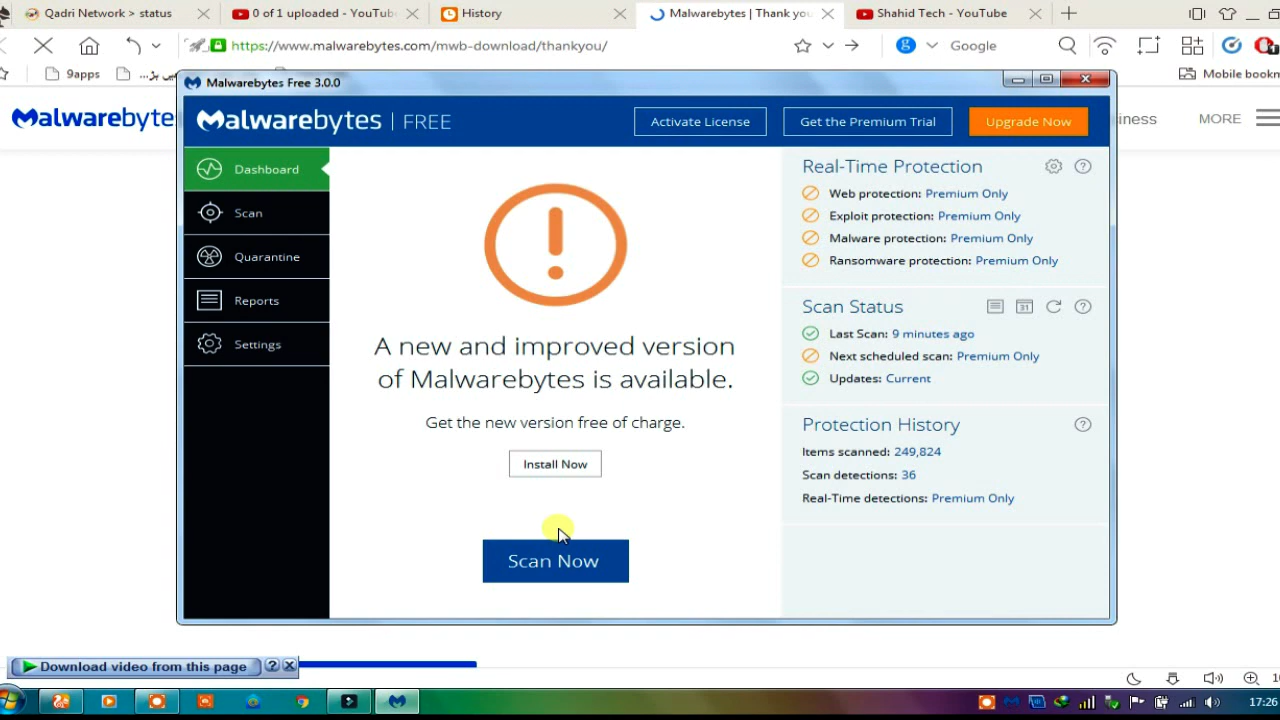 Qadri Network > status
0 of 1 uploaded - YouTube
History
Malwarebytes | Thank you
Shahid Tech - YouTube
https://www.malwarebytes.com/mwb-download/thankyou/
Google
9apps
Mobile bookm
Malwarebytes Free 3.0.0
Malwarebyte
MORE
Malwarebytes | FREE
Activate License
Get the Premium Trial
Upgrade Now
Dashboard
Scan
Quarantine
Reports
Settings
A new and improved version
of Malwarebytes is available.
Get the new version free of charge.
Install Now
Scan Now
Real-Time Protection
Web protection: Premium Only
Exploit protection: Premium Only
Malware protection: Premium Only
Ransomware protection: Premium Only
Scan Status
31
Last Scan: 9 minutes ago
Next scheduled scan: Premium Only
Updates: Current
Protection History
Items scanned: 249,824
Scan detections: 36
Real-Time detections: Premium Only
Download video from this page
17:26